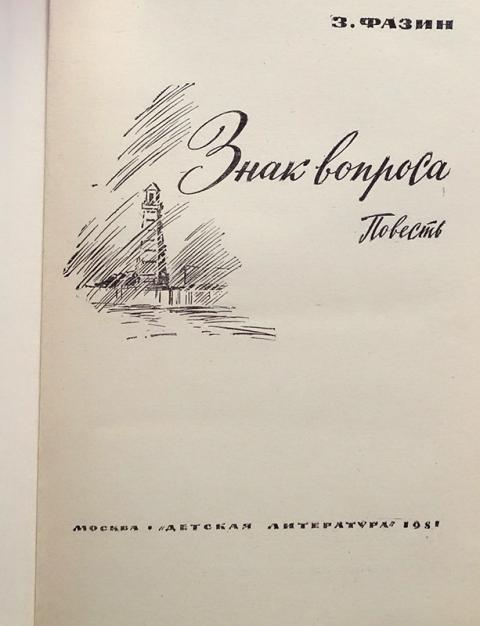 З. ФАЗИН
Знак вопроса
Повесть
МОСКВА • «ДЕТСКАЯ ЛИТЕРАТУРА» 1981